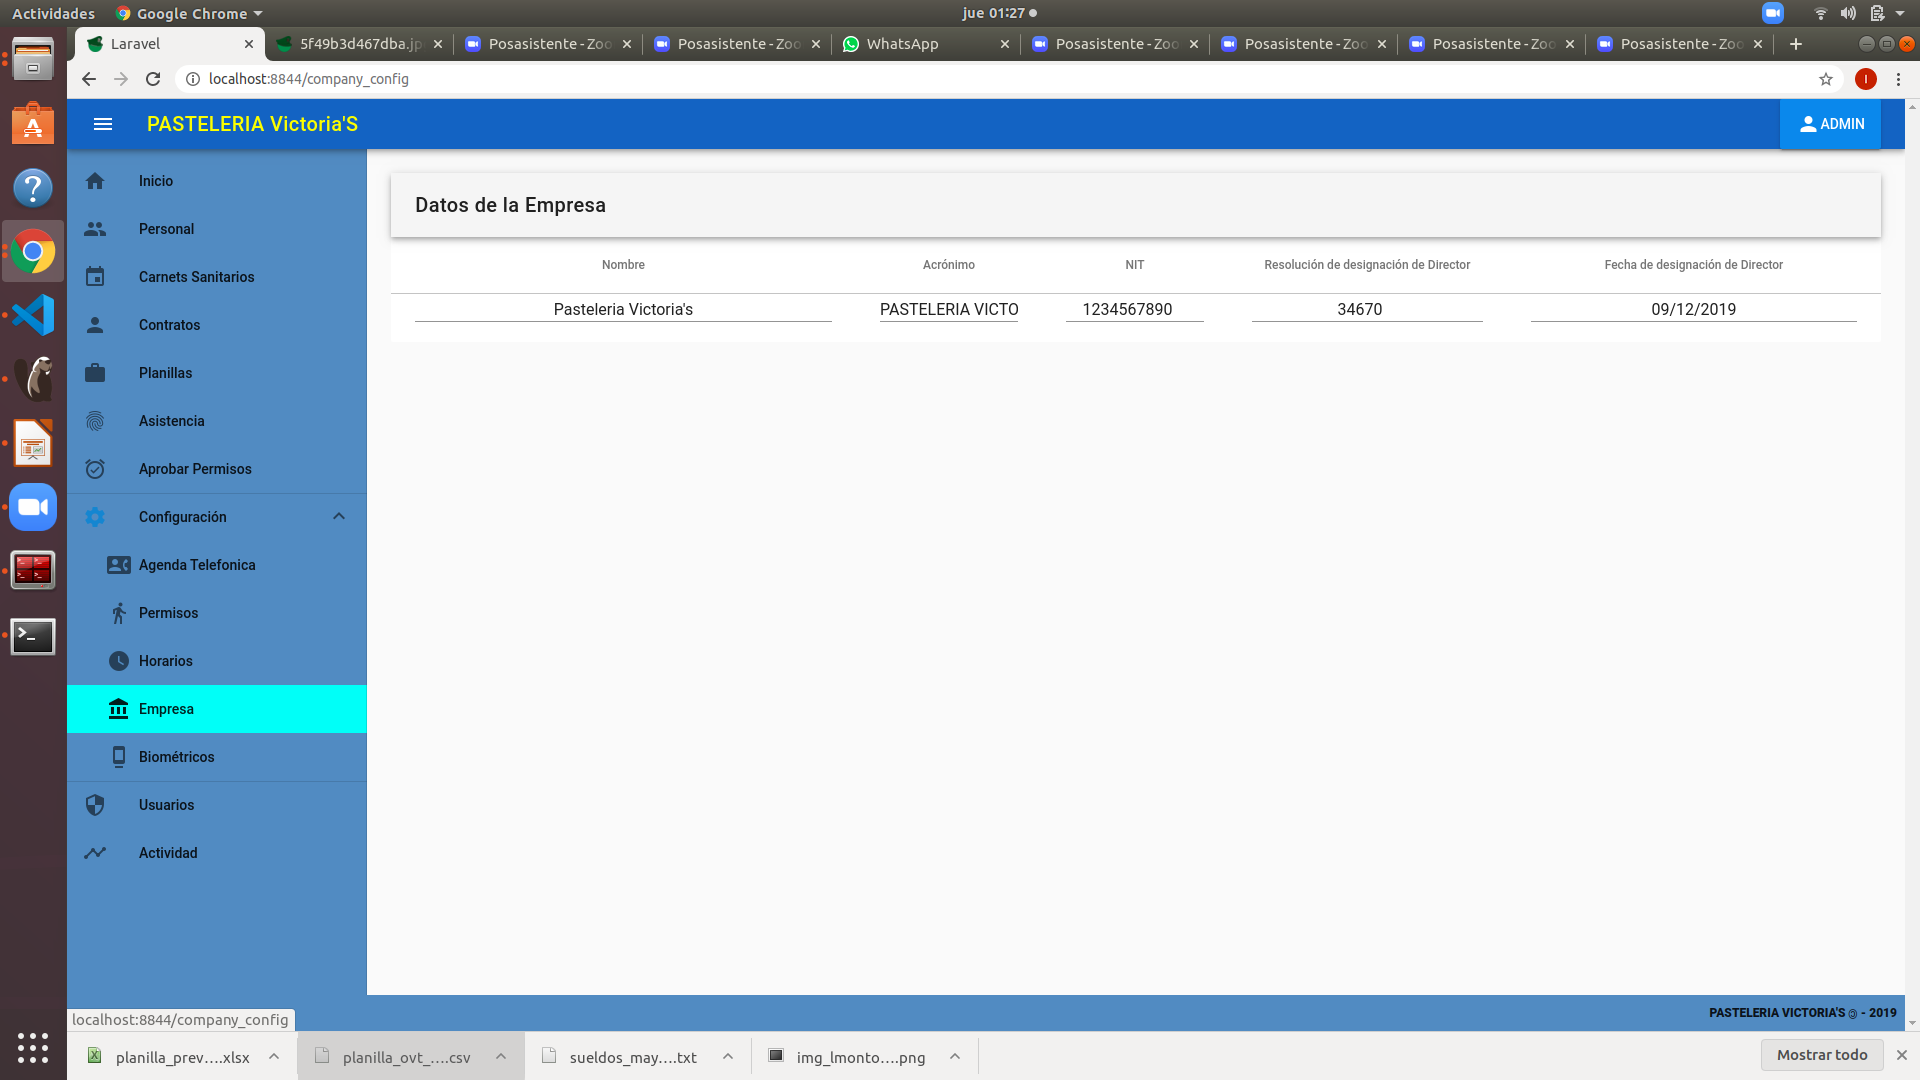 Actividades
Google Chrome
jue 01:27
Laravel
5f49b3d467dba.jp
Posasistente - Zoo
Posasistente - Zoo
WhatsApp
Posasistente - Zoo
Posasistente - Zoo
Posasistente - Zoo
Posasistente - Zoo
localhost:8844/company_config
I
PASTELERIA Victoria'S
ADMIN
Inicio
Personal
Carnets Sanitarios
Contratos
Planillas
Asistencia
Aprobar Permisos
Configuración
Agenda Telefonica
Permisos
Horarios
Empresa
Biométricos
Usuarios
Actividad
Datos de la Empresa
Nombre
Acrónimo
NIT
Resolución de designación de Director
Fecha de designación de Director
Pasteleria Victoria's
PASTELERIA VICTO
1234567890
34670
09/12/2019
PASTELERIA VICTORIA'S @ - 2019
localhost:8844/company_config
planilla_prev....xlsx
planilla_ovt_....csv
sueldos_may....txt
img_lmonto....png
Mostrar todo